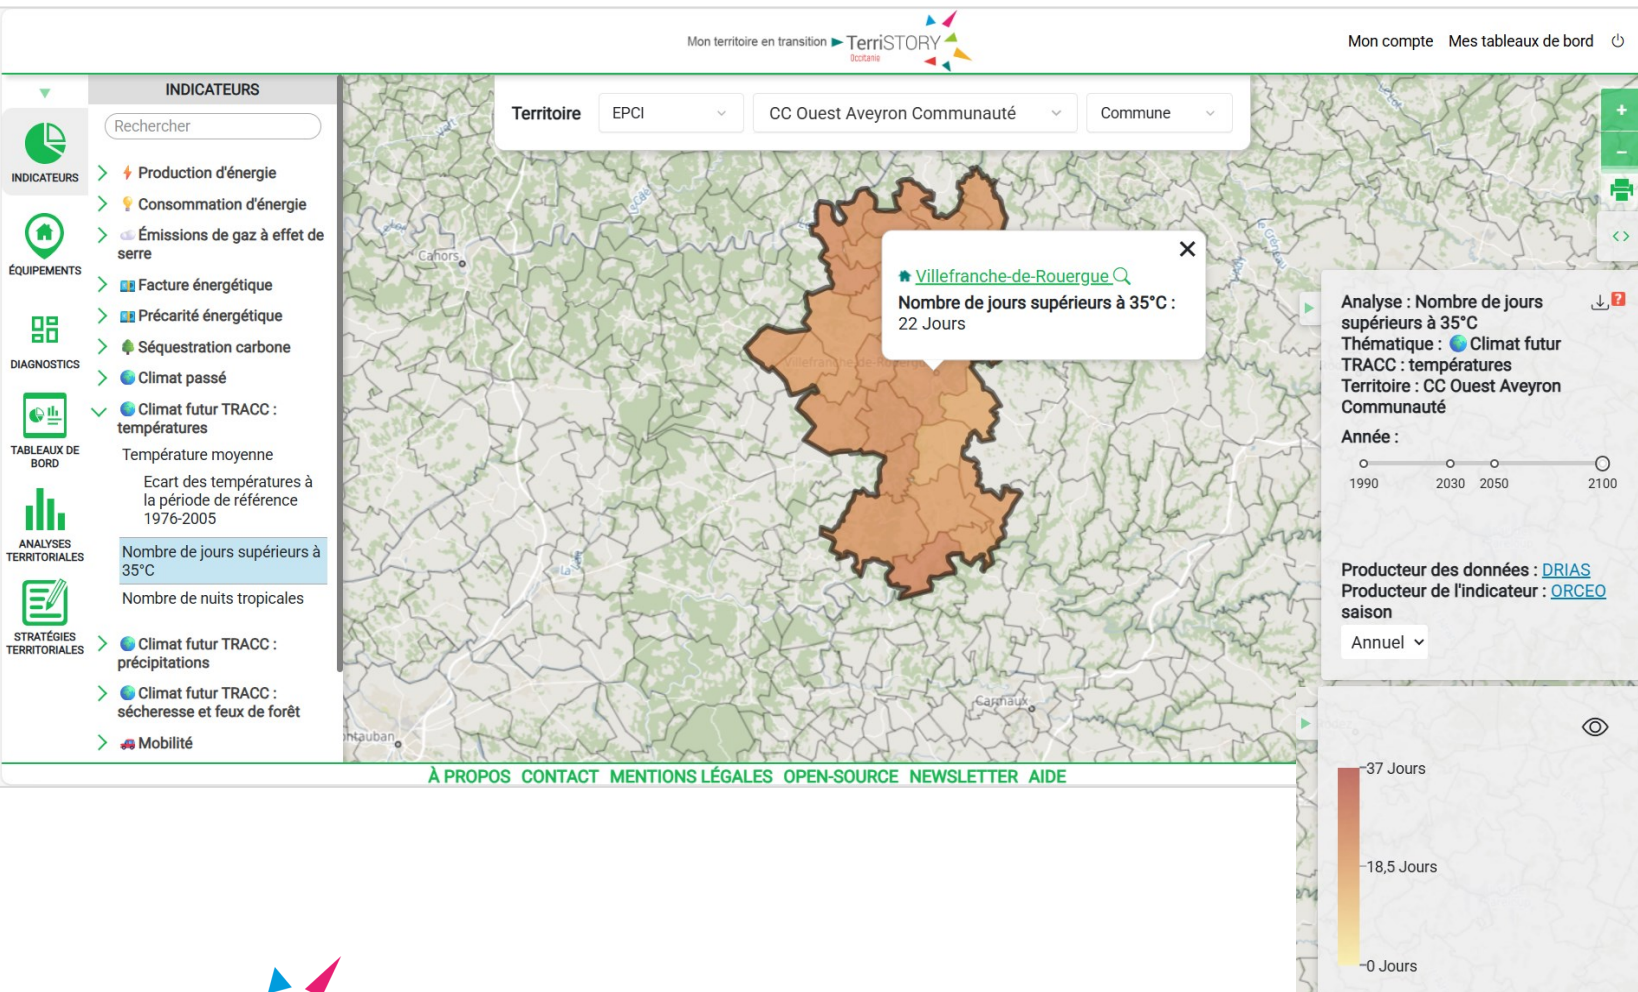 Mon territoire en transition
TerriSTORY
Occitanie
Mon compte
Mes tableaux de bord
INDICATEURS
ÉQUIPEMENTS
DIAGNOSTICS
TABLEAUX DE
BORD
ANALYSES
TERRITORIALES
STRATÉGIES
TERRITORIALES
INDICATEURS
Rechercher
Production d'énergie
Consommation d'énergie
Émissions de gaz à effet de
serre
Facture énergétique
Précarité énergétique
Séquestration carbone
Climat passé
Climat futur TRACC :
températures
Température moyenne
Ecart des températures à
la période de référence
1976-2005
Nombre de jours supérieurs à
35°C
Nombre de nuits tropicales
Climat futur TRACC :
précipitations
Climat futur TRACC :
sécheresse et feux de forêt
Mobilité
Territoire
EPCI
CC Ouest Aveyron Communauté
Commune
Cahors
Villefranche-de-Rouergue
Nombre de jours supérieurs à 35°C :
22 Jours
Villefranche-de-Rouergue
Carmaux
ntauban
+
−
Analyse : Nombre de jours
supérieurs à 35°C
Thématique : Climat futur
TRACC : températures
Territoire : CC Ouest Aveyron
Communauté
Année :
1990 2030 2050 2100
Producteur des données : DRIAS
Producteur de l'indicateur : ORCEO
saison
Annuel
37 Jours
18,5 Jours
0 Jours
À PROPOS CONTACT MENTIONS LÉGALES OPEN-SOURCE NEWSLETTER AIDE